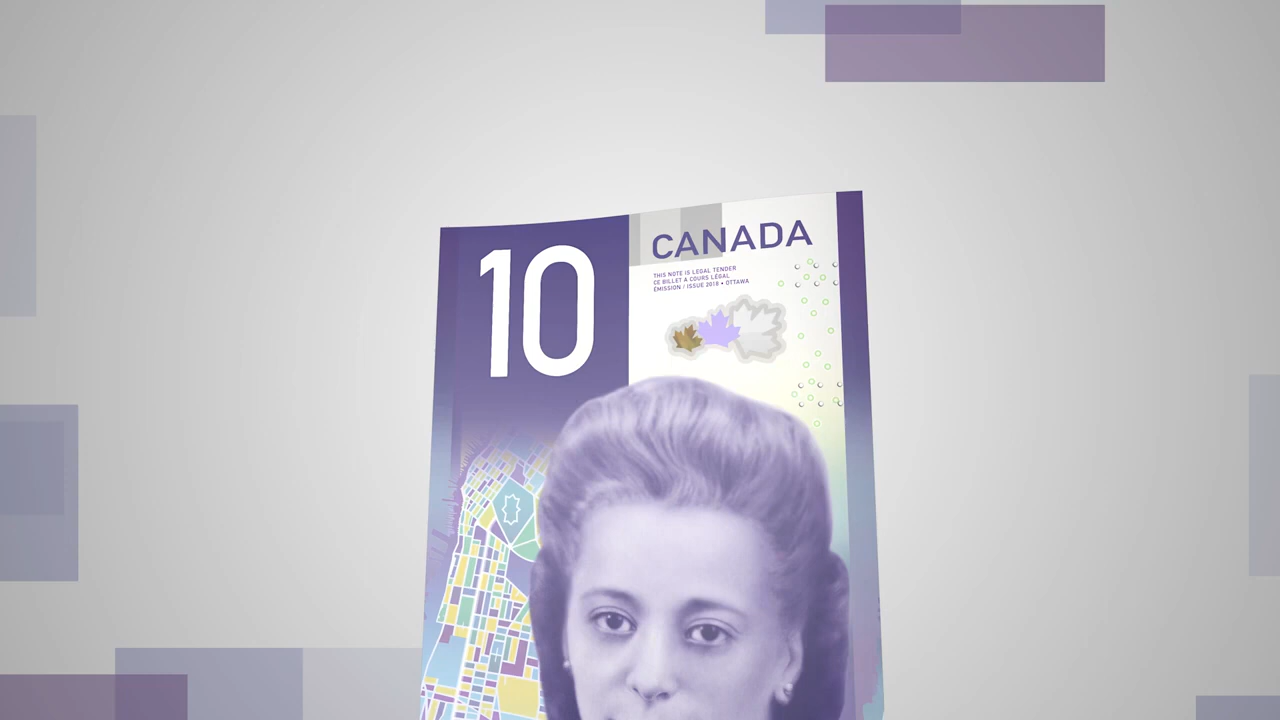 10
CANADA
THIS NOTE IS LEGAL TENDER
CE BILLET A COURS LÉGAL
ÉMISSION / ISSUE 2018 • OTTAWA